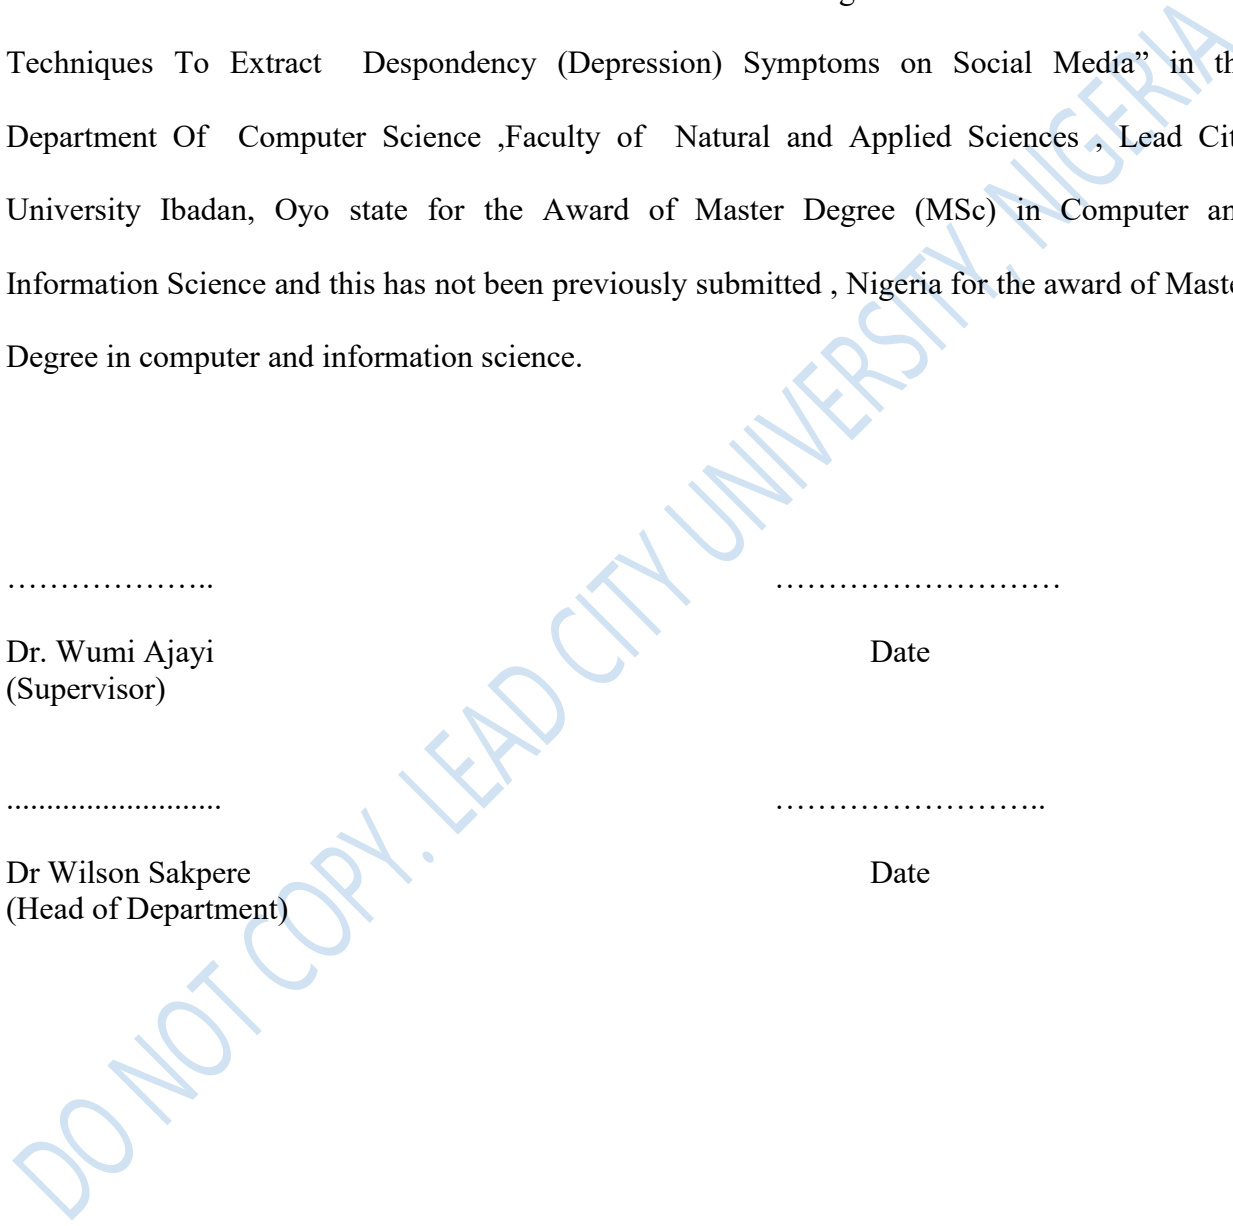 Techniques To Extract Despondency (Depression) Symptoms on Social Media” in th
Department Of Computer Science ,Faculty of Natural and Applied Sciences , Lead Cit
University Ibadan, Oyo state for the Award of Master Degree (MSc) in Computer an
Information Science and this has not been previously submitted , Nigeria for the award of Maste
Degree in computer and information science.
……………….. ………………………
Dr. Wumi Ajayi Date
(Supervisor)
........................... ……………………..
Dr Wilson Sakpere Date
(Head of Department)
DO NOT COPY. LEAD CITY UNIVERSITY, NIGERIA